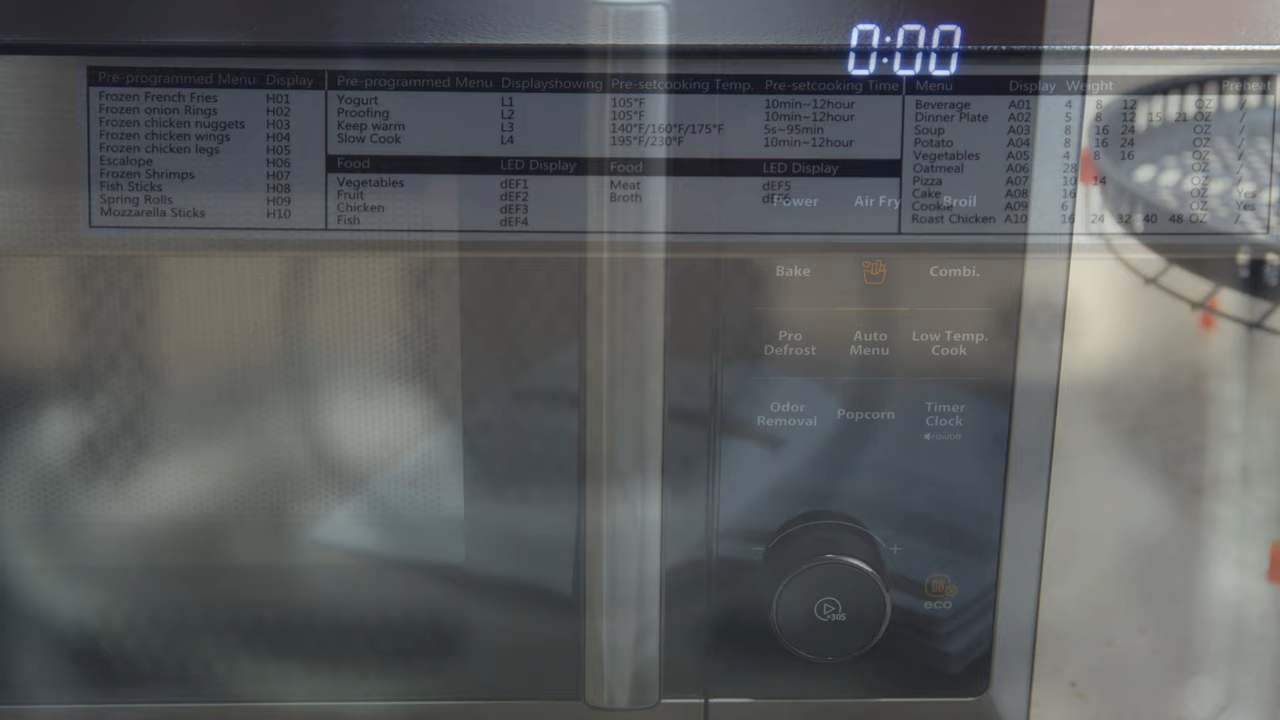 0:00
Pre-programmed Menu Display
Frozen French Fries H01
Frozen onion Rings H02
Frozen chicken nuggets H03
Frozen chicken wings H04
Frozen chicken legs H05
Escalope H06
Frozen Shrimps H07
Fish Sticks H08
Spring Rolls H09
Mozzarella Sticks H10
Pre-programmed Menu Displayshowing Pre-setcooking Temp. Pre-setcooking Time
Yogurt L1 105°F 10min~12hour
Proofing L2 105°F 10min~12hour
Keep warm L3 140°F/160°F/175°F 5s~95min
Slow Cook L4 195°F/230°F 10min~12hour
Food LED Display Food LED Display
Vegetables dEF1 Meat dEF5
Fruit dEF2 Broth dEF6
Chicken dEF3
Fish dEF4
Menu Display Weight Preheat
Beverage A01 4 8 12 OZ /
Dinner Plate A02 5 8 12 15 21 OZ /
Soup A03 8 16 24 OZ /
Potato A04 8 16 24 OZ /
Vegetables A05 4 8 16 OZ /
Oatmeal A06 28 OZ /
Pizza A07 10 14 OZ /
Cake A08 16 OZ Yes
Cookie A09 6 OZ Yes
Roast Chicken A10 16 24 32 40 48 OZ /
Power Air Fry Broil
Bake Combi.
Pro Defrost
Auto Menu
Low Temp. Cook
Odor Removal
Popcorn
Timer Clock
On/Off
- +
+30S
eco